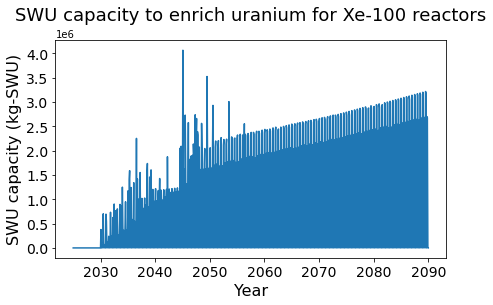 SWU capacity to enrich uranium for Xe-100 reactors
1e6
4.0
3.5
3.0
2.5
2.0
1.5
1.0
0.5
0.0
SWU capacity (kg-SWU)
2030 2040 2050 2060 2070 2080 2090
Year